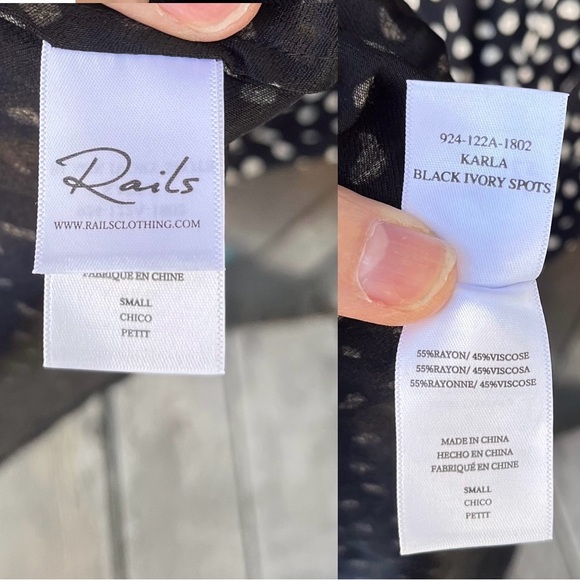 Rails
WWW.RAILSCLOTHING.COM
FABRIQUÉ EN CHINE
SMALL
CHICO
PETIT
924-122A-1802
KARLA
BLACK IVORY SPOTS
55%RAYON/ 45%VISCOSE
55%RAYON/ 45%VISCOSA
55%RAYONNE/ 45%VISCOSE
MADE IN CHINA
HECHO EN CHINA
FABRIQUÉ EN CHINE
SMALL
CHICO
PETIT